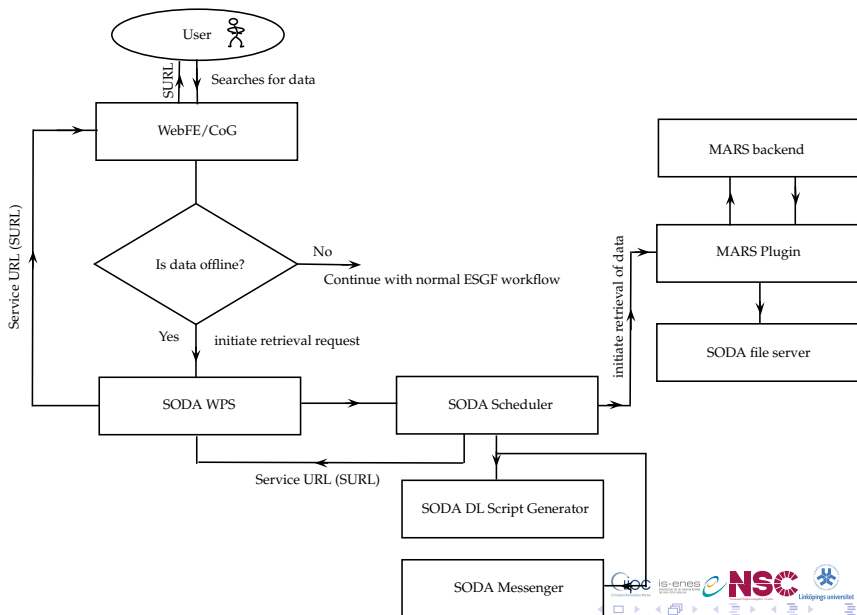 User
SURL
Searches for data
WebFE/CoG
MARS backend
Service URL (SURL)
Is data offline?
No
Continue with normal ESGF workflow
initiate retrieval of data
MARS Plugin
Yes
initiate retrieval request
SODA file server
SODA WPS
SODA Scheduler
Service URL (SURL)
SODA DL Script Generator
SODA Messenger
is-enes
NSC
Linköpings universitet